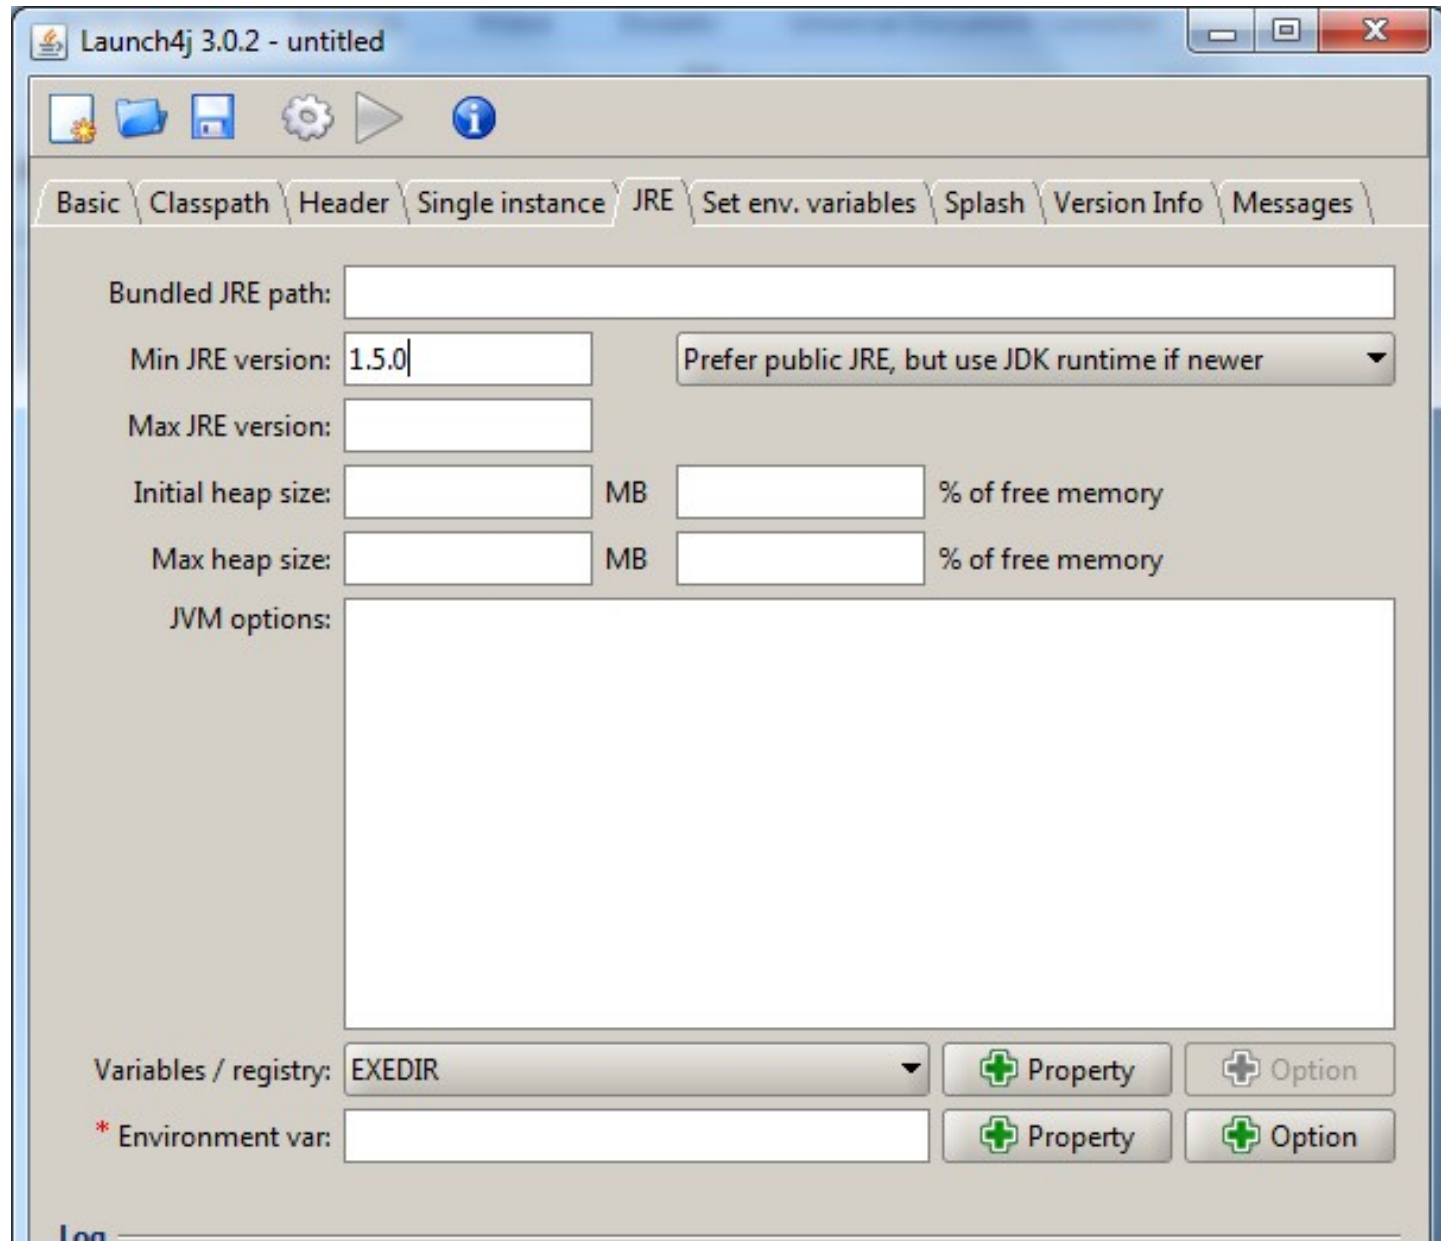 Launch4j 3.0.2 - untitled
Basic Classpath Header Single instance JRE Set env. variables Splash Version Info Messages
Bundled JRE path:
Min JRE version: 1.5.0 Prefer public JRE, but use JDK runtime if newer
Max JRE version:
Initial heap size: MB % of free memory
Max heap size: MB % of free memory
JVM options:
Variables / registry: EXEDIR Property Option
* Environment var: Property Option
Log